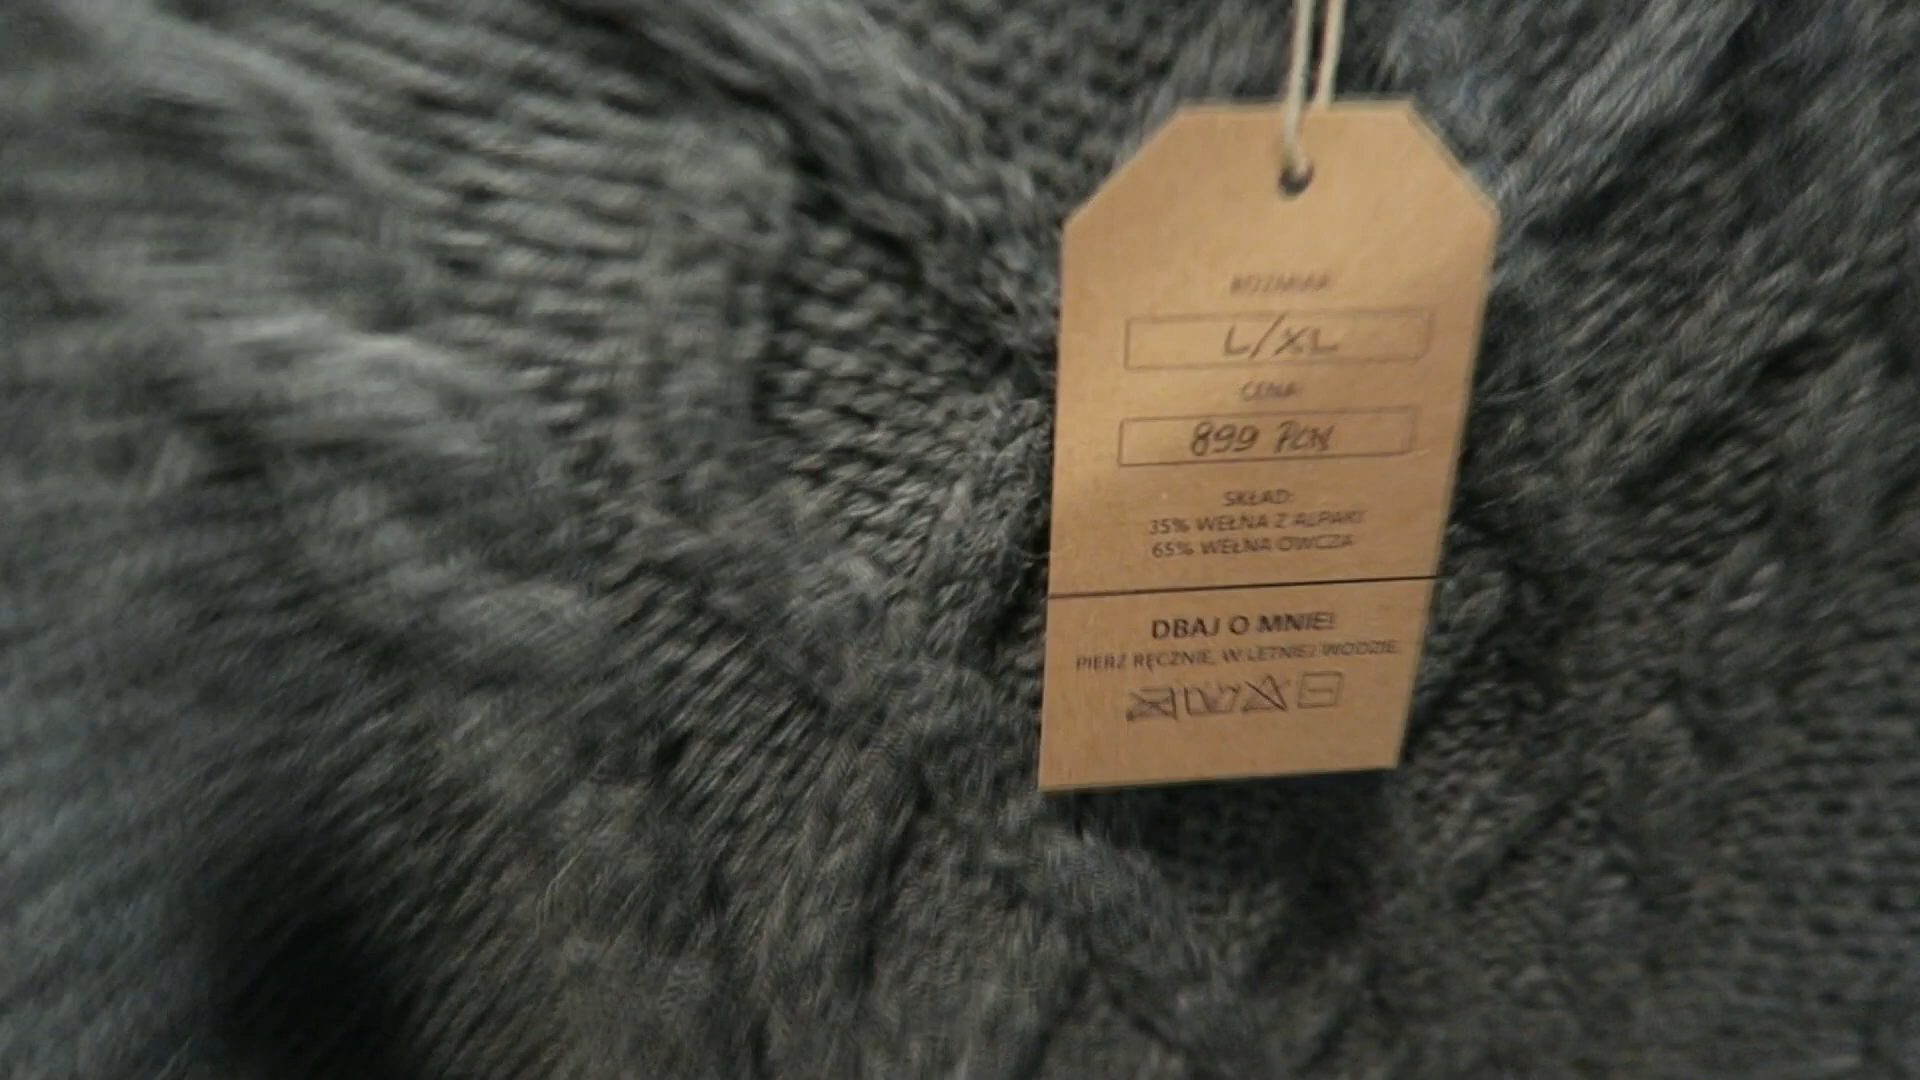 ROZMIAR:
L/XL
CENA:
899 PLN
SKŁAD:
35% WEŁNA Z ALPAKI
65% WEŁNA OWCZA
DBAJ O MNIE!
PIERZ RĘCZNIE, W LETNIEJ WODZIE.